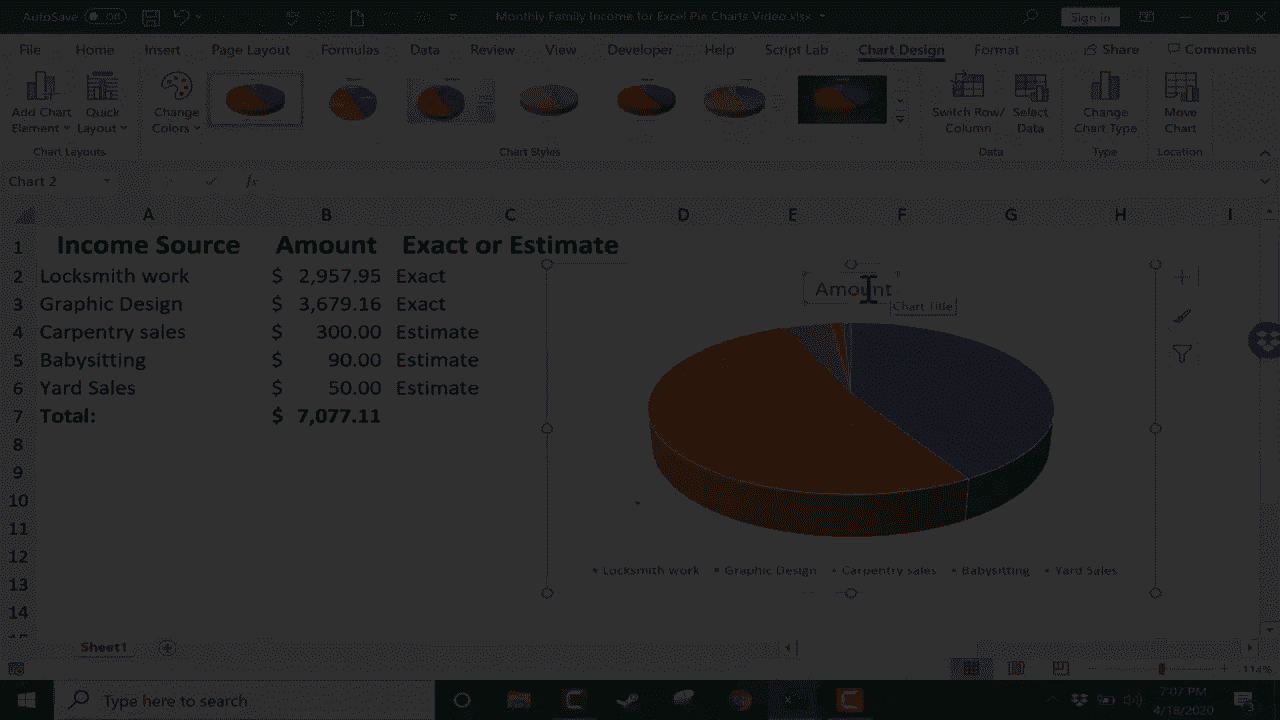 AutoSave Off
Monthly Family Income for Excel Pie Charts Video.xlsx
Sign in
File Home Insert Page Layout Formulas Data Review View Developer Help Script Lab Chart Design Format Share Comments
Add Chart Element
Quick Layout
Change Colors
Switch Row/ Column
Select Data
Change Chart Type
Move Chart
Chart Layouts
Chart Styles
Data
Type
Location
Chart 2
fx
A B C D E F G H I
1 Income Source Amount Exact or Estimate
2 Locksmith work $ 2,957.95 Exact
3 Graphic Design $ 3,679.16 Exact
4 Carpentry sales $ 300.00 Estimate
5 Babysitting $ 90.00 Estimate
6 Yard Sales $ 50.00 Estimate
7 Total: $ 7,077.11
8
9
10
11
12
13
14
Amount
Chart Title
Locksmith work Graphic Design Carpentry sales Babysitting Yard Sales
Sheet1
114%
Type here to search
7:07 PM
4/18/2020
3